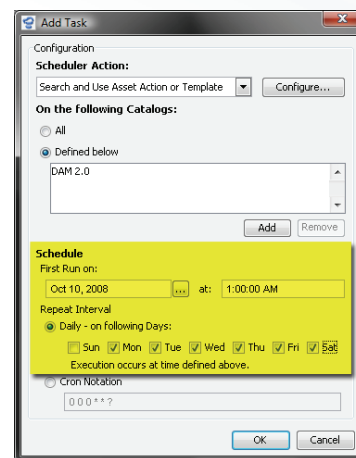 Add Task
Configuration
Scheduler Action:
Search and Use Asset Action or Template Configure...
On the following Catalogs:
All
Defined below
DAM 2.0
Add Remove
Schedule
First Run on:
Oct 10, 2008 ... at: 1:00:00 AM
Repeat Interval
Daily - on following Days:
Sun Mon Tue Wed Thu Fri Sat
Execution occurs at time defined above.
Cron Notation
0 0 0 * * ?
OK Cancel